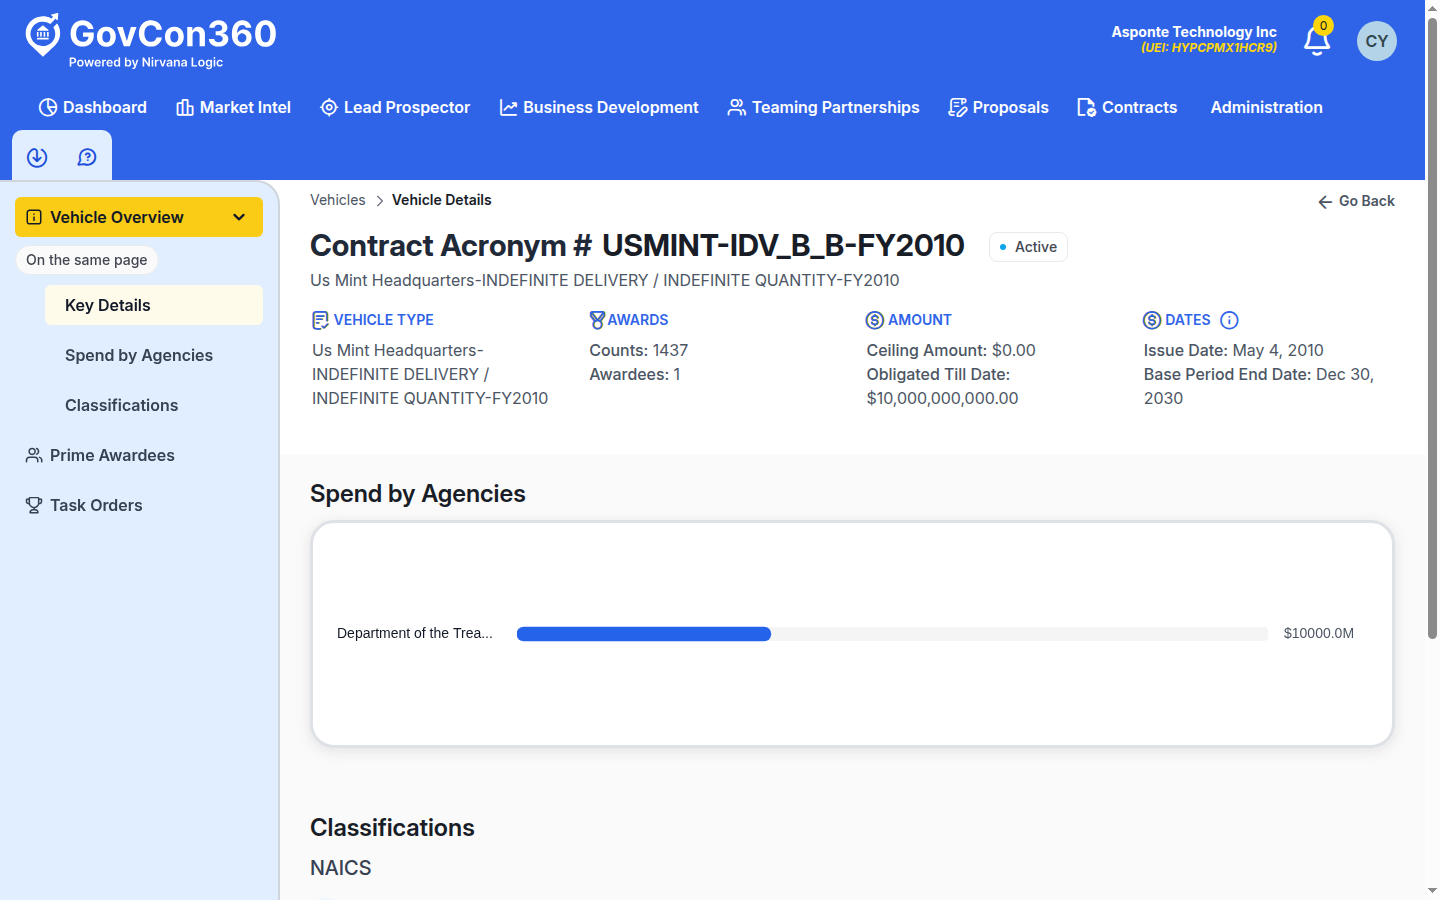 GovCon360
Powered by Nirvana Logic
Asponte Technology Inc
(UEI: HYPCPMX1HCR9)
0
CY
Dashboard
Market Intel
Lead Prospector
Business Development
Teaming Partnerships
Proposals
Contracts
Administration
Vehicle Overview
On the same page
Key Details
Spend by Agencies
Classifications
Prime Awardees
Task Orders
Vehicles
Vehicle Details
Go Back
Contract Acronym # USMINT-IDV_B_B-FY2010
Active
Us Mint Headquarters-INDEFINITE DELIVERY / INDEFINITE QUANTITY-FY2010
VEHICLE TYPE
Us Mint Headquarters-
INDEFINITE DELIVERY /
INDEFINITE QUANTITY-FY2010
AWARDS
Counts: 1437
Awardees: 1
AMOUNT
Ceiling Amount: $0.00
Obligated Till Date:
$10,000,000,000.00
DATES
Issue Date: May 4, 2010
Base Period End Date: Dec 30,
2030
Spend by Agencies
Department of the Trea...
$10000.0M
Classifications
NAICS